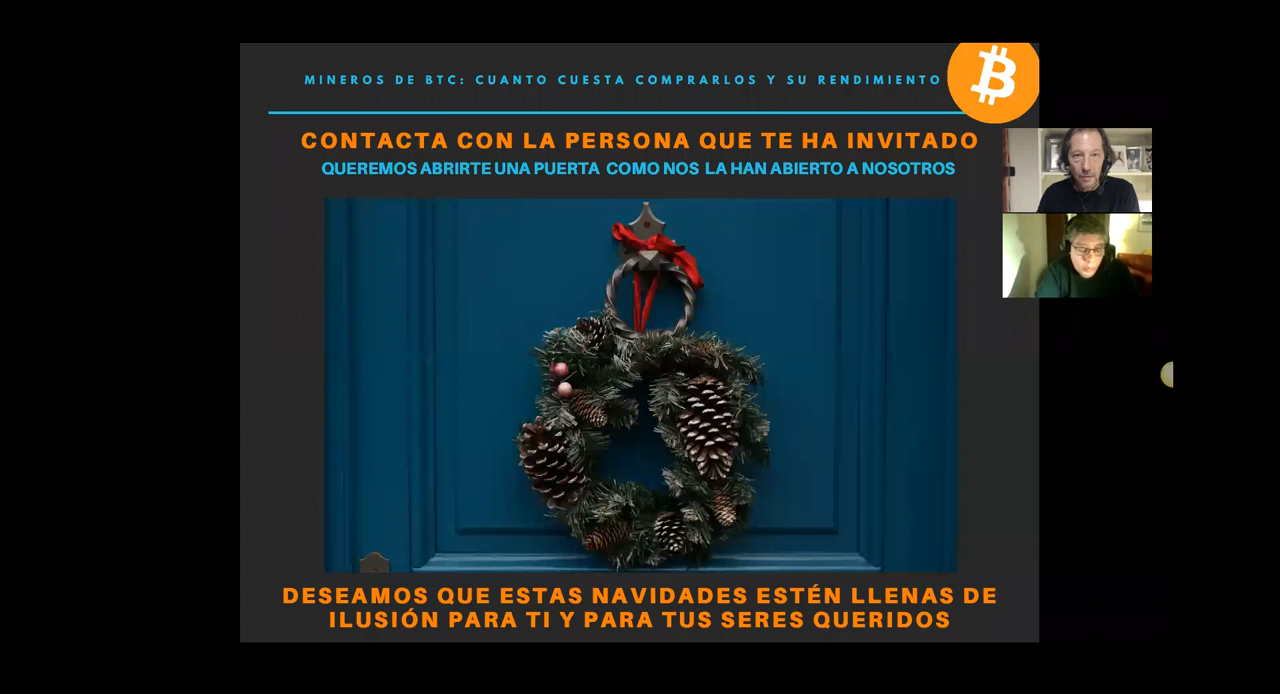 MINEROS DE BTC: CUANTO CUESTA COMPRARLOS Y SU RENDIMIENTO
CONTACTA CON LA PERSONA QUE TE HA INVITADO
QUEREMOS ABRIRTE UNA PUERTA COMO NOS LA HAN ABIERTO A NOSOTROS
DESEAMOS QUE ESTAS NAVIDADES ESTÉN LLENAS DE
ILUSIÓN PARA TI Y PARA TUS SERES QUERIDOS